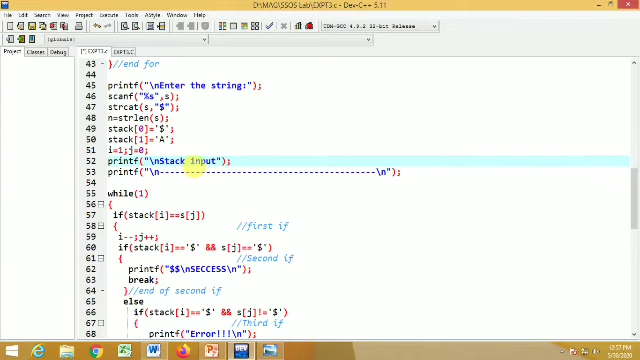 D:\MAG\SSOS Lab\EXPT3.c - Dev-C++ 5.11
File Edit Search View Project Execute Tools AStyle Window Help
TDM-GCC 4.9.2 32-bit Release
(globals)
Project Classes Debug [*] EXPT3.c EXPT3.C
43 }//end for
44
45 printf("\nEnter the string:");
46 scanf("%s",s);
47 strcat(s,"$");
48 n=strlen(s);
49 stack[0]='$';
50 stack[1]='A';
51 i=1;j=0;
52 printf("\nStack input");
53 printf("\n----------------------------------------\n");
54
55 while(1)
56 {
57 if(stack[i]==s[j])
58 { //first if
59 i--;j++;
60 if(stack[i]=='$' && s[j]=='$')
61 { //Second if
62 printf("$$\nSECCESS\n");
63 break;
64 }//end of second if
65 else
66 if(stack[i]=='$' && s[j]!='$')
67 { //Third if
68 printf("Error!!!\n");
12:57 PM
5/30/2020